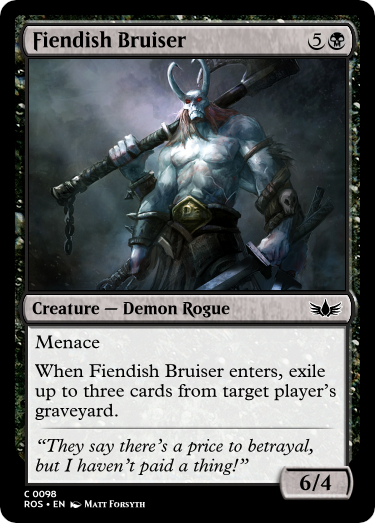 Fiendish Bruiser 5
Creature — Demon Rogue
Menace
When Fiendish Bruiser enters, exile
up to three cards from target player's
graveyard.
“They say there's a price to betrayal,
but I haven't paid a thing!”
6/4
C 0098
ROS • EN Matt Forsyth